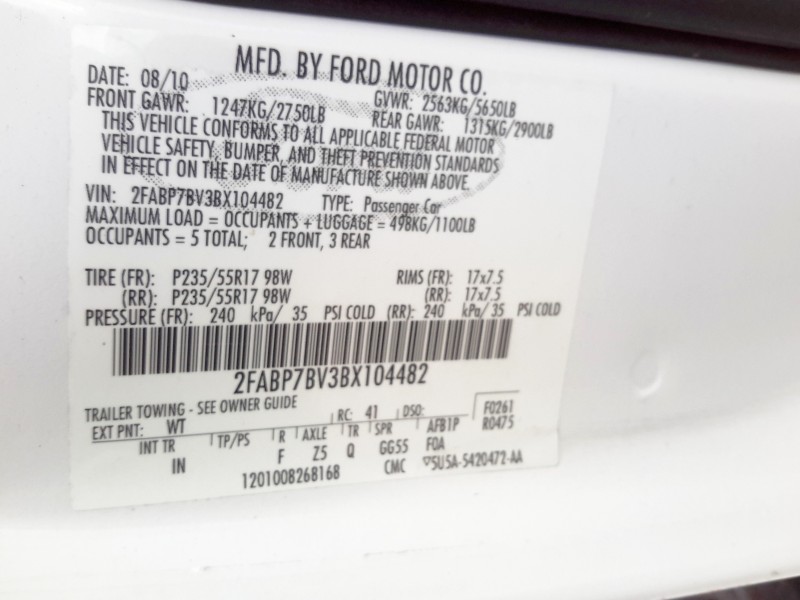 MFD. BY FORD MOTOR CO.
DATE: 08/10 GVWR: 2563KG/5650LB
FRONT GAWR: 1247KG/2750LB REAR GAWR: 1315KG/2900LB
THIS VEHICLE CONFORMS TO ALL APPLICABLE FEDERAL MOTOR
VEHICLE SAFETY, BUMPER, AND THEFT PREVENTION STANDARDS
IN EFFECT ON THE DATE OF MANUFACTURE SHOWN ABOVE.
VIN: 2FABP7BV3BX104482 TYPE: Passenger Car
MAXIMUM LOAD = OCCUPANTS + LUGGAGE = 498KG/1100LB
OCCUPANTS = 5 TOTAL; 2 FRONT, 3 REAR
TIRE (FR): P235/55R17 98W RIMS (FR): 17x7.5
(RR): P235/55R17 98W (RR): 17x7.5
PRESSURE (FR): 240 kPa/ 35 PSI COLD (RR): 240 kPa/ 35 PSI COLD
2FABP7BV3BX104482
TRAILER TOWING - SEE OWNER GUIDE
EXT PNT: WT RC: 41 DSO: F0261
R0475
INT TR TP/PS R AXLE TR SPR AFB1P
IN F Z5 Q GG55 FOA
1201008268168 CMC 5U5A-5420472-AA